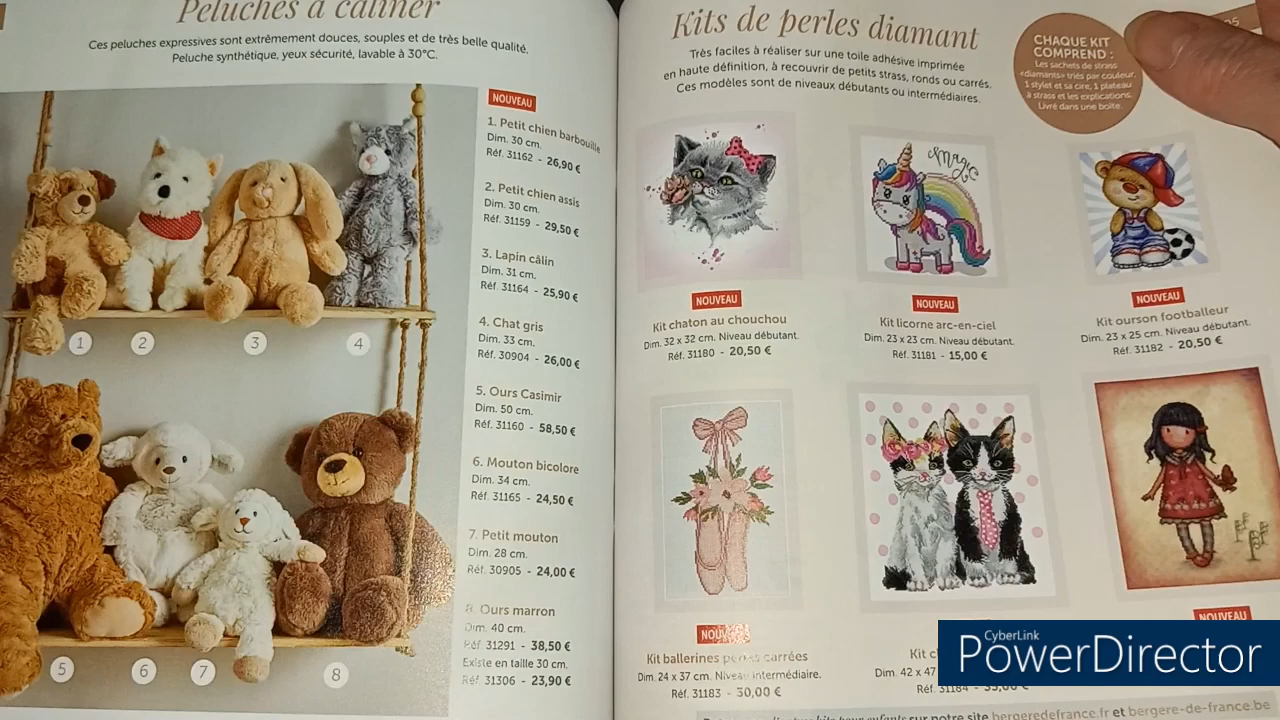 Peluches à câliner
Ces peluches expressives sont extrêmement douces, souples et de très belle qualité.
Peluche synthétique, yeux sécurité, lavable à 30°C.
NOUVEAU
1. Petit chien barbouille
Dim. 30 cm.
Réf. 31162 - 26,90 €
2. Petit chien assis
Dim. 30 cm.
Réf. 31159 - 29,50 €
3. Lapin câlin
Dim. 31 cm.
Réf. 31164 - 25,90 €
4. Chat gris
Dim. 33 cm.
Réf. 30904 - 26,00 €
5. Ours Casimir
Dim. 50 cm.
Réf. 31160 - 58,50 €
6. Mouton bicolore
Dim. 34 cm.
Réf. 31165 - 24,50 €
7. Petit mouton
Dim. 28 cm.
Réf. 30905 - 24,00 €
8. Ours marron
Dim. 40 cm.
Réf. 31291 - 38,50 €
Existe en taille 30 cm.
Réf. 31306 - 23,90 €
1 2 3 4
5 6 7 8
Kits de perles diamant
Très faciles à réaliser sur une toile adhésive imprimée
en haute définition, à recouvrir de petits strass, ronds ou carrés.
Ces modèles sont de niveaux débutants ou intermédiaires.
CHAQUE KIT
COMPREND :
Les sachets de strass
«diamants» triés par couleur,
1 stylet et sa cire, 1 plateau
à strass et les explications.
Livré dans une boîte.
Magic
NOUVEAU
Kit chaton au chouchou
Dim. 32 x 32 cm. Niveau débutant.
Réf. 31180 - 20,50 €
NOUVEAU
Kit licorne arc-en-ciel
Dim. 23 x 23 cm. Niveau débutant.
Réf. 31181 - 15,00 €
NOUVEAU
Kit ourson footballeur
Dim. 23 x 25 cm. Niveau débutant.
Réf. 31182 - 20,50 €
NOUVEAU
Kit ballerines perles carrées
Dim. 24 x 37 cm. Niveau intermédiaire.
Réf. 31183 - 30,00 €
Kit
Dim. 42 x 47
Réf. 31184 - 35,00 €
NOUVEAU
sur notre site bergeredefrance.fr et bergere-de-france.be
CyberLink
PowerDirector